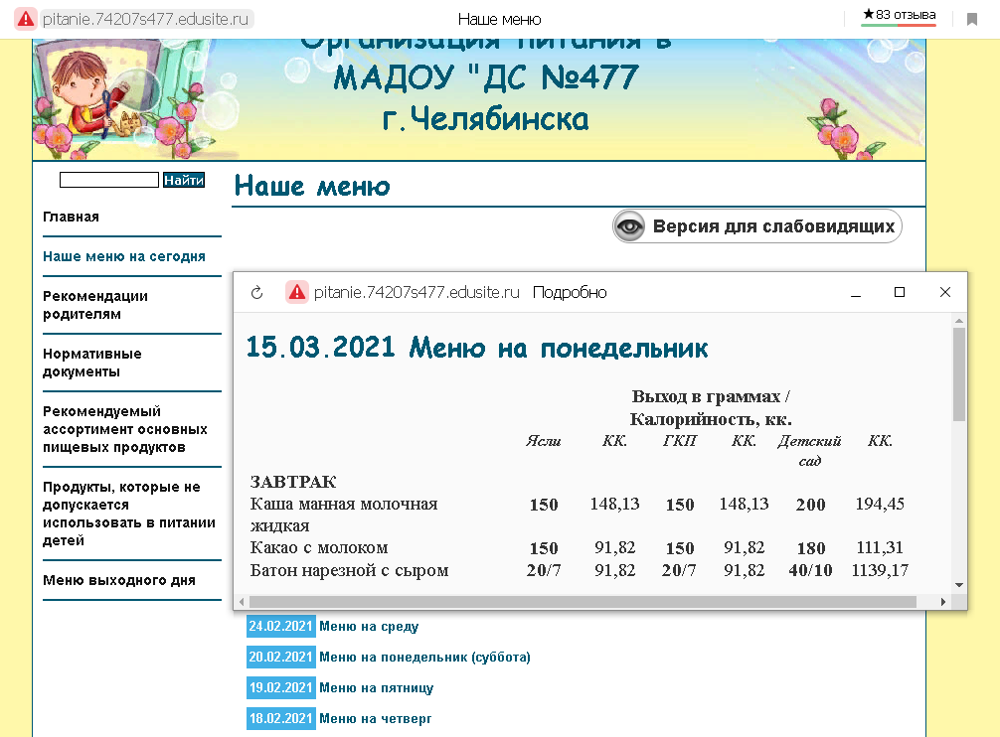 pitanie.74207s477.edusite.ru
Наше меню
★83 отзыва
Организация питания в
МАДОУ "ДС №477
г.Челябинска
Найти
Наше меню
Версия для слабовидящих
Главная
Наше меню на сегодня
Рекомендации
родителям
Нормативные
документы
Рекомендуемый
ассортимент основных
пищевых продуктов
Продукты, которые не
допускается
использовать в питании
детей
Меню выходного дня
pitanie.74207s477.edusite.ru Подробно
15.03.2021 Меню на понедельник
Выход в граммах /
Калорийность, кк.
Ясли КК. ГКП КК. Детский КК.
сад
ЗАВТРАК
Каша манная молочная 150 148,13 150 148,13 200 194,45
жидкая
Какао с молоком 150 91,82 150 91,82 180 111,31
Батон нарезной с сыром 20/7 91,82 20/7 91,82 40/10 1139,17
24.02.2021 Меню на среду
20.02.2021 Меню на понедельник (суббота)
19.02.2021 Меню на пятницу
18.02.2021 Меню на четверг